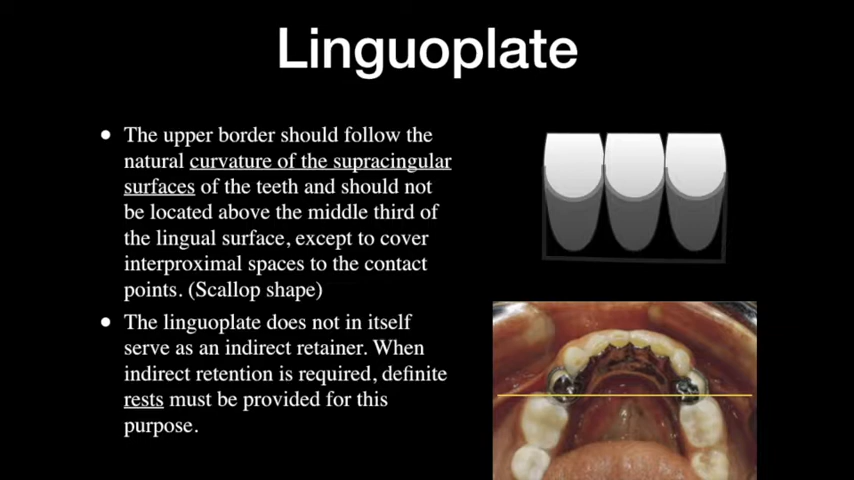 Linguoplate
• The upper border should follow the
natural curvature of the supracingular
surfaces of the teeth and should not
be located above the middle third of
the lingual surface, except to cover
interproximal spaces to the contact
points. (Scallop shape)
• The linguoplate does not in itself
serve as an indirect retainer. When
indirect retention is required, definite
rests must be provided for this
purpose.